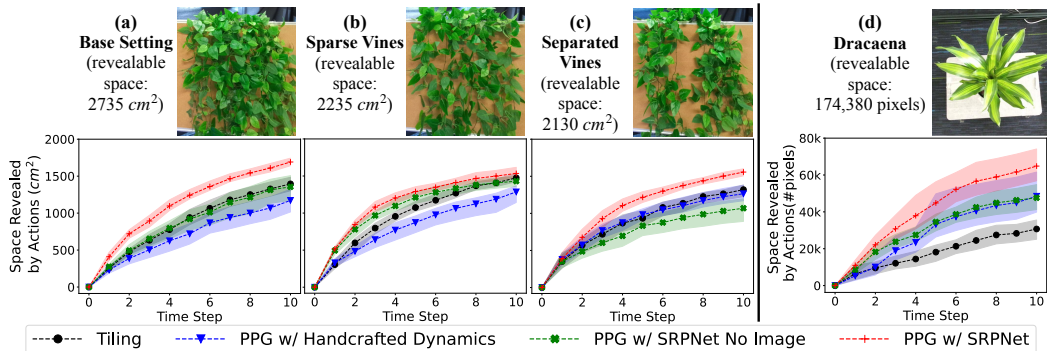 (a)
Base Setting
(revealable
space:
2735 cm²)
(b)
Sparse Vines
(revealable
space:
2235 cm²)
(c)
Separated
Vines
(revealable
space:
2130 cm²)
(d)
Dracaena
(revealable
space:
174,380 pixels)
Space Revealed
by Actions (cm²)
2000
1500
1000
500
0
0 2 4 6 8 10
Time Step
0 2 4 6 8 10
Time Step
0 2 4 6 8 10
Time Step
Space Revealed
by Actions(#pixels)
80k
60k
40k
20k
0k
0 2 4 6 8 10
Time Step
Tiling
PPG w/ Handcrafted Dynamics
PPG w/ SRPNet No Image
PPG w/ SRPNet